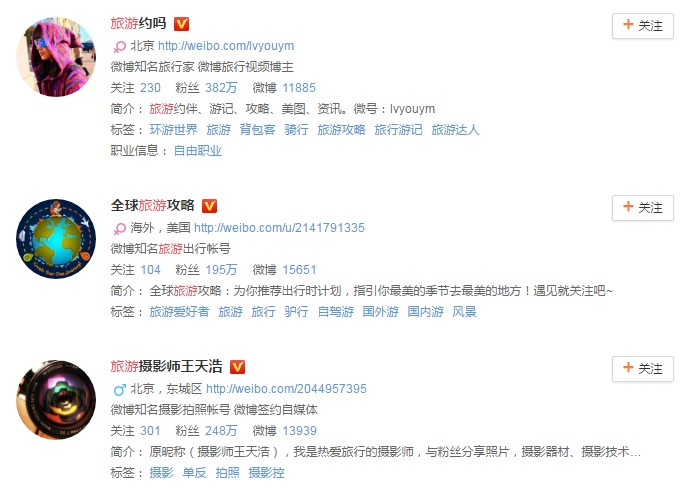 旅游约吗 V
北京 http://weibo.com/lvyouym
微博知名旅行家 微博旅行视频博主
关注 230 粉丝 382万 微博 11885
简介： 旅游约伴、游记、攻略、美图、资讯。微号：lvyouym
标签： 环游世界 旅游 背包客 骑行 旅游攻略 旅行游记 旅游达人
职业信息： 自由职业
+ 关注
全球旅游攻略 V
海外，美国 http://weibo.com/u/2141791335
微博知名旅游出行帐号
关注 104 粉丝 195万 微博 15651
简介： 全球旅游攻略：为你推荐出行时计划，指引你最美的季节去最美的地方！遇见就关注吧~
标签： 旅游爱好者 旅游 旅行 驴行 自驾游 国外游 国内游 风景
+ 关注
旅游摄影师王天浩 V
北京，东城区 http://weibo.com/2044957395
微博知名摄影拍照帐号 微博签约自媒体
关注 301 粉丝 248万 微博 13939
简介： 原昵称（摄影师王天浩），我是热爱旅行的摄影师，与粉丝分享照片，摄影器材、摄影技术…
标签： 摄影 单反 拍照 摄影控
+ 关注